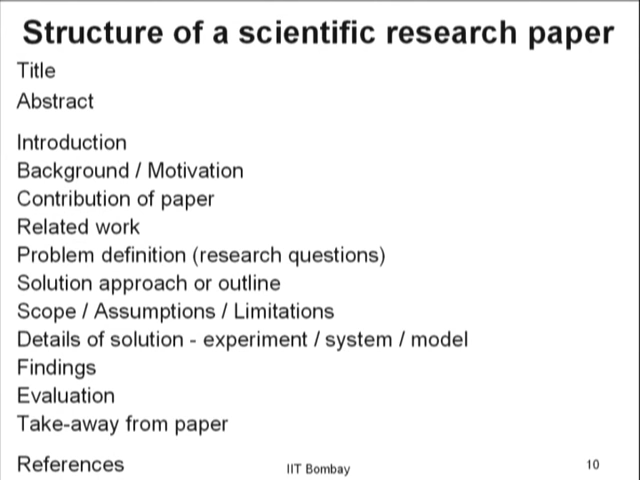 Structure of a scientific research paper
Title
Abstract
Introduction
Background / Motivation
Contribution of paper
Related work
Problem definition (research questions)
Solution approach or outline
Scope / Assumptions / Limitations
Details of solution - experiment / system / model
Findings
Evaluation
Take-away from paper
References
IIT Bombay
10